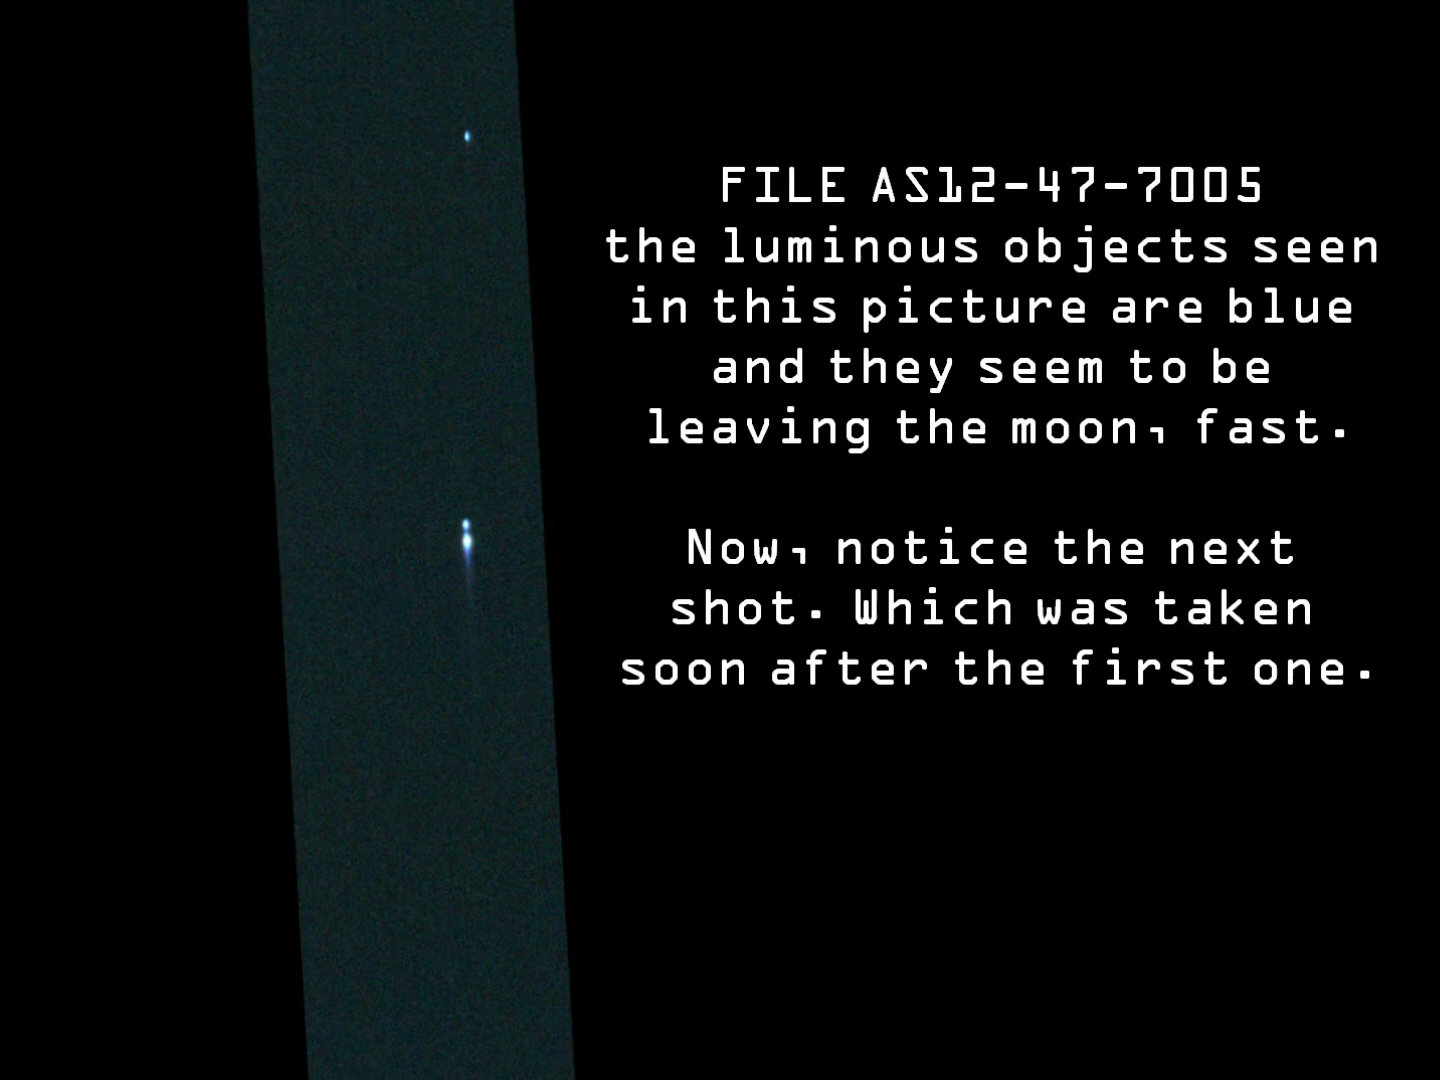 FILE AS12-47-7005
the luminous objects seen
in this picture are blue
and they seem to be
leaving the moon, fast.
Now, notice the next
shot. Which was taken
soon after the first one.